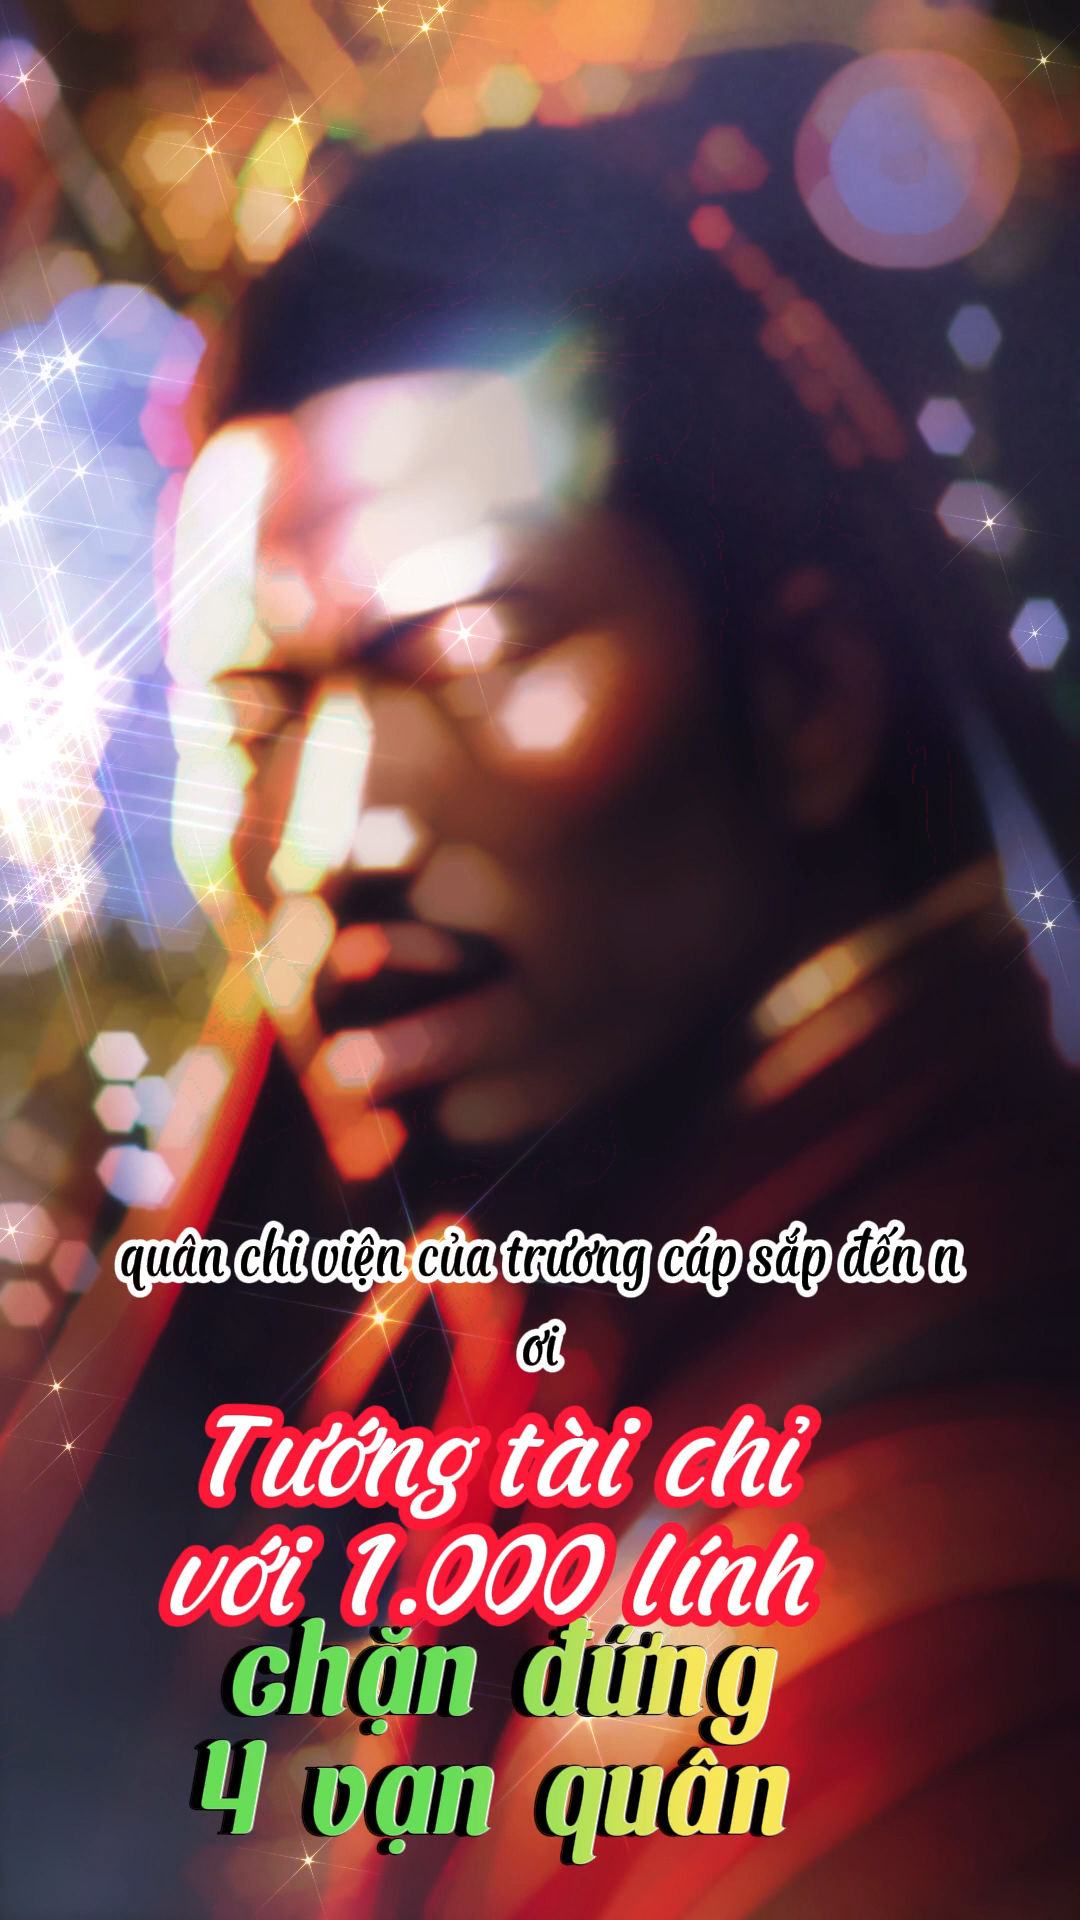 quân chi viện của trương cáp sắp đến n
ơi
Tướng tài chỉ
với 1.000 lính
chặn đứng
4 vạn quân